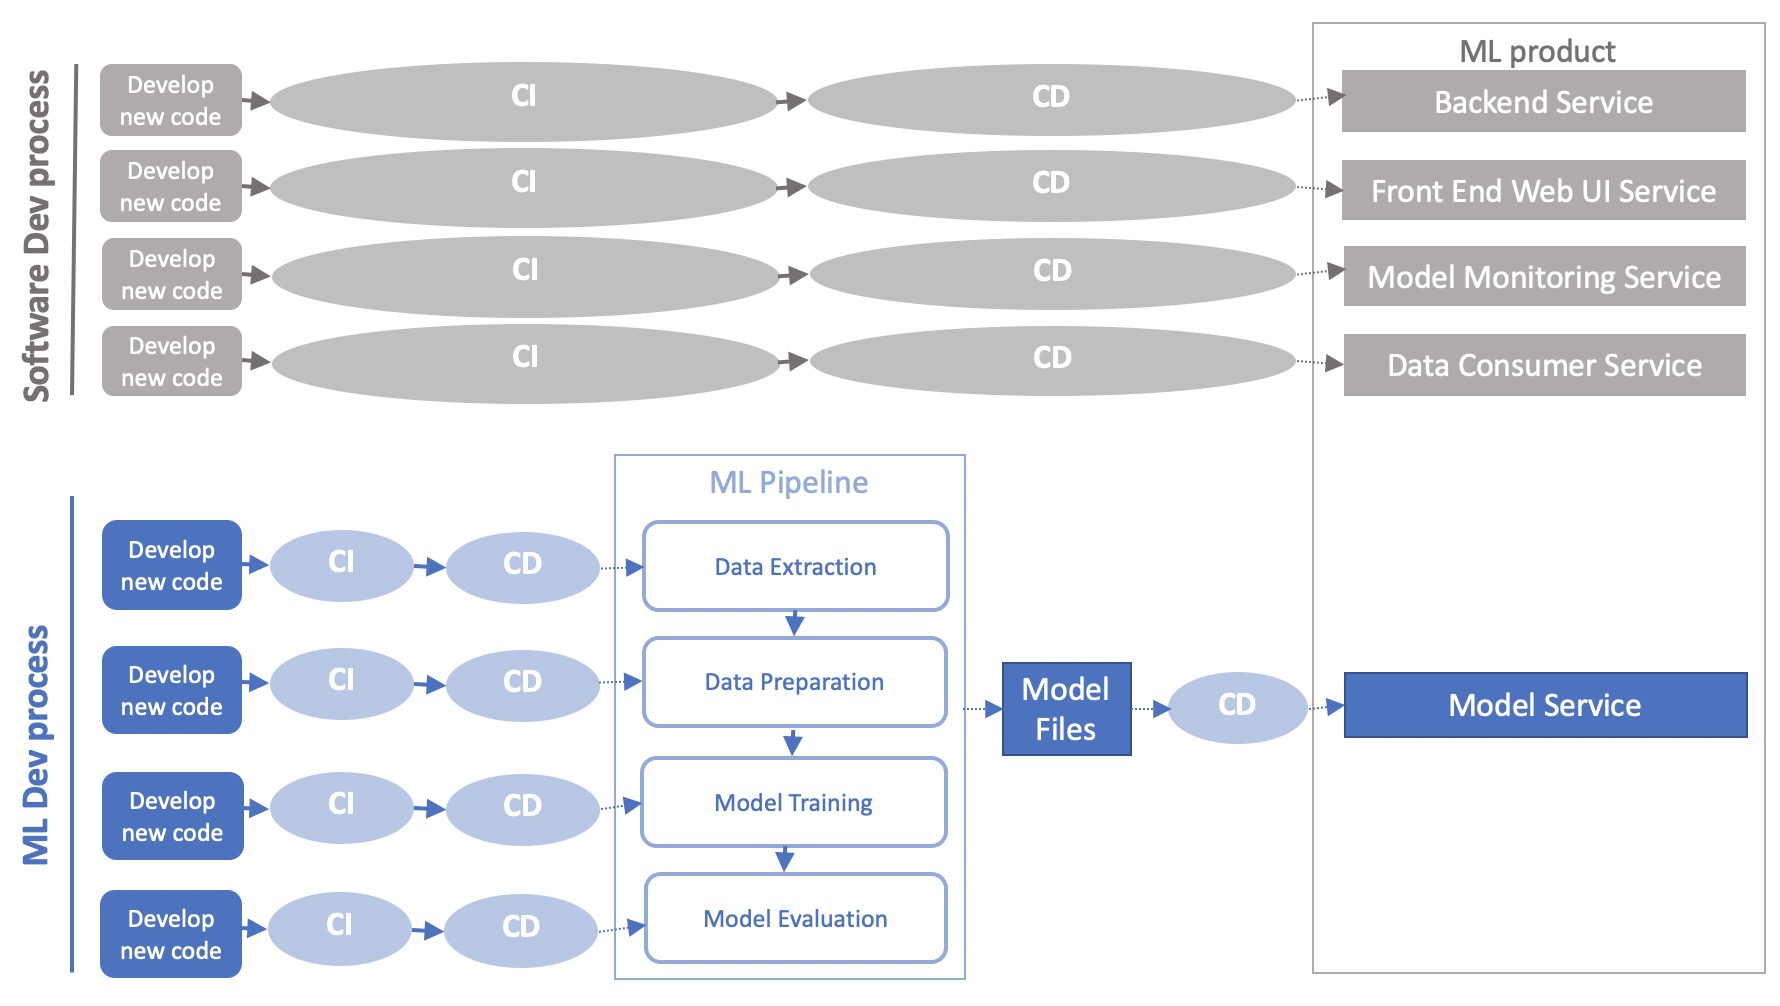 Software Dev process
ML product
Develop
new code
CI
CD
Backend Service
Develop
new code
CI
CD
Front End Web UI Service
Develop
new code
CI
CD
Model Monitoring Service
Develop
new code
CI
CD
Data Consumer Service
ML Dev process
ML Pipeline
Develop
new code
CI
CD
Data Extraction
Develop
new code
CI
CD
Data Preparation
Develop
new code
CI
CD
Model Training
Develop
new code
CI
CD
Model Evaluation
Model
Files
CD
Model Service